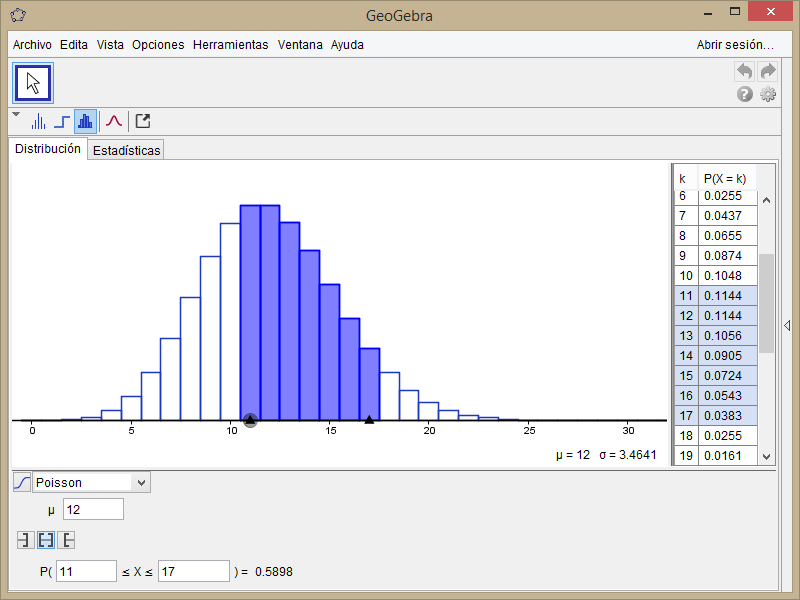 GeoGebra
Archivo Edita Vista Opciones Herramientas Ventana Ayuda Abrir sesión...
Distribución Estadísticas
k P(X = k)
6 0.0255
7 0.0437
8 0.0655
9 0.0874
10 0.1048
11 0.1144
12 0.1144
13 0.1056
14 0.0905
15 0.0724
16 0.0543
17 0.0383
18 0.0255
19 0.0161
0 5 10 15 20 25 30
μ = 12 σ = 3.4641
Poisson
μ 12
P( 11 ≤ X ≤ 17 ) = 0.5898